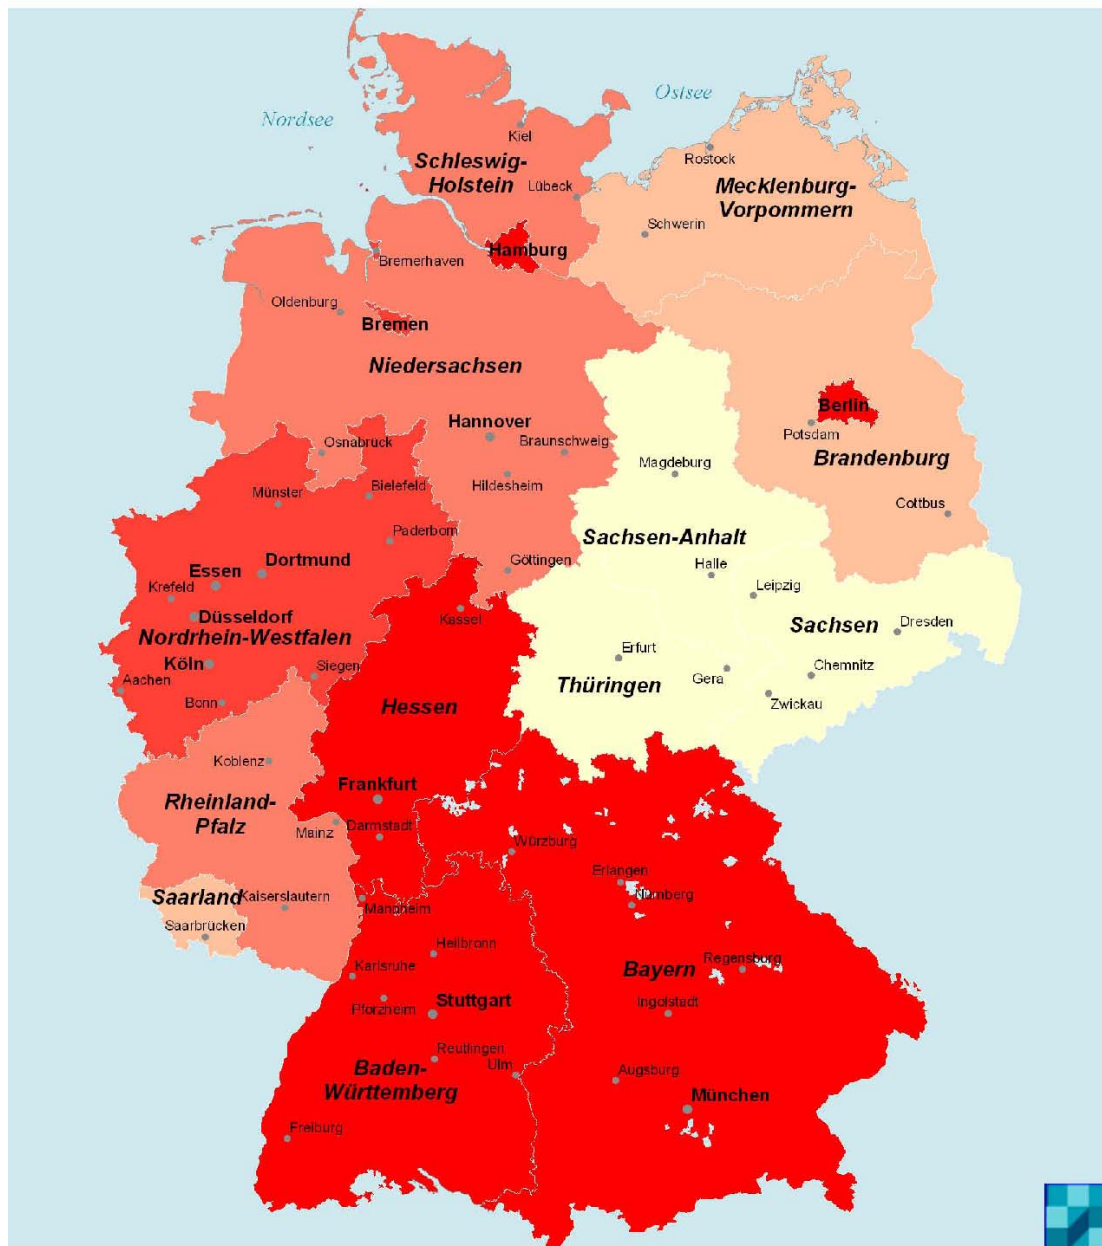 Nordsee
Ostsee
Kiel
Schleswig-
Holstein
Lübeck
Rostock
Mecklenburg-
Vorpommern
Schwerin
Hamburg
Bremerhaven
Oldenburg
Bremen
Niedersachsen
Berlin
Potsdam
Hannover
Braunschweig
Osnabrück
Brandenburg
Magdeburg
Hildesheim
Bielefeld
Münster
Cottbus
Paderborn
Sachsen-Anhalt
Dortmund
Essen
Göttingen
Halle
Krefeld
Leipzig
Kassel
Düsseldorf
Nordrhein-Westfalen
Sachsen
Dresden
Köln
Erfurt
Siegen
Gera
Chemnitz
Aachen
Thüringen
Bonn
Zwickau
Hessen
Koblenz
Frankfurt
Rheinland-
Pfalz
Mainz
Darmstadt
Würzburg
Erlangen
Saarland
Kaiserslautern
Mannheim
Nürnberg
Saarbrücken
Heilbronn
Regensburg
Karlsruhe
Bayern
Pforzheim
Stuttgart
Ingolstadt
Reutlingen
Baden-
Württemberg
Ulm
Augsburg
München
Freiburg